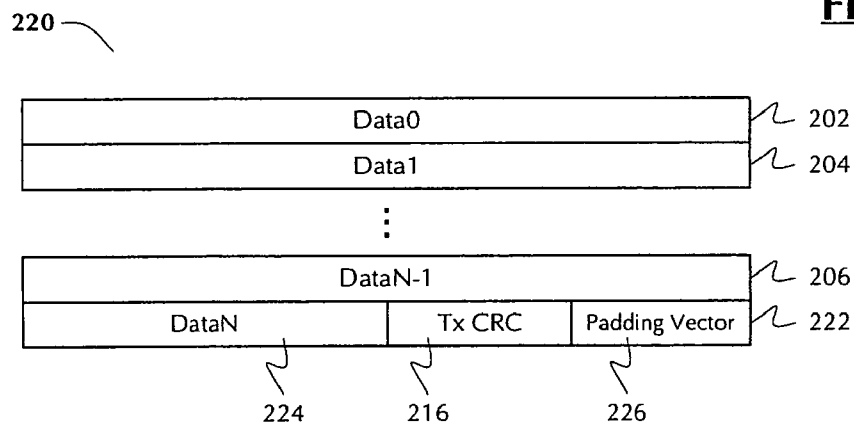 220
Data0 202
Data1 204
DataN-1 206
DataN Tx CRC Padding Vector 222
224 216 226